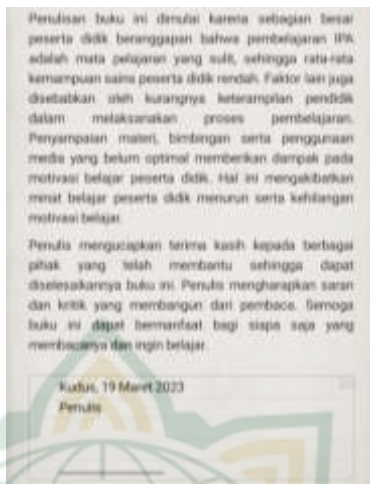 Penulisan buku ini dimulai karena sebagian besar
peserta didik beranggapan bahwa pembelajaran IPA
adalah mata pelajaran yang sulit, sehingga rata-rata
kemampuan sains peserta didik rendah. Faktor lain juga
disebabkan oleh kurangnya keterampilan pendidik
dalam melaksanakan proses pembelajaran.
Penyampaian materi, bimbingan serta penggunaan
media yang belum optimal memberikan dampak pada
motivasi belajar peserta didik. Hal ini mengakibatkan
minat belajar peserta didik menurun serta kehilangan
motivasi belajar.
Penulis mengucapkan terima kasih kepada berbagai
pihak yang telah membantu sehingga dapat
diselesaikannya buku ini. Penulis mengharapkan saran
dan kritik yang membangun dari pembaca. Semoga
buku ini dapat bermanfaat bagi siapa saja yang
membacanya dan ingin belajar.
Kudus, 19 Maret 2023
Penulis